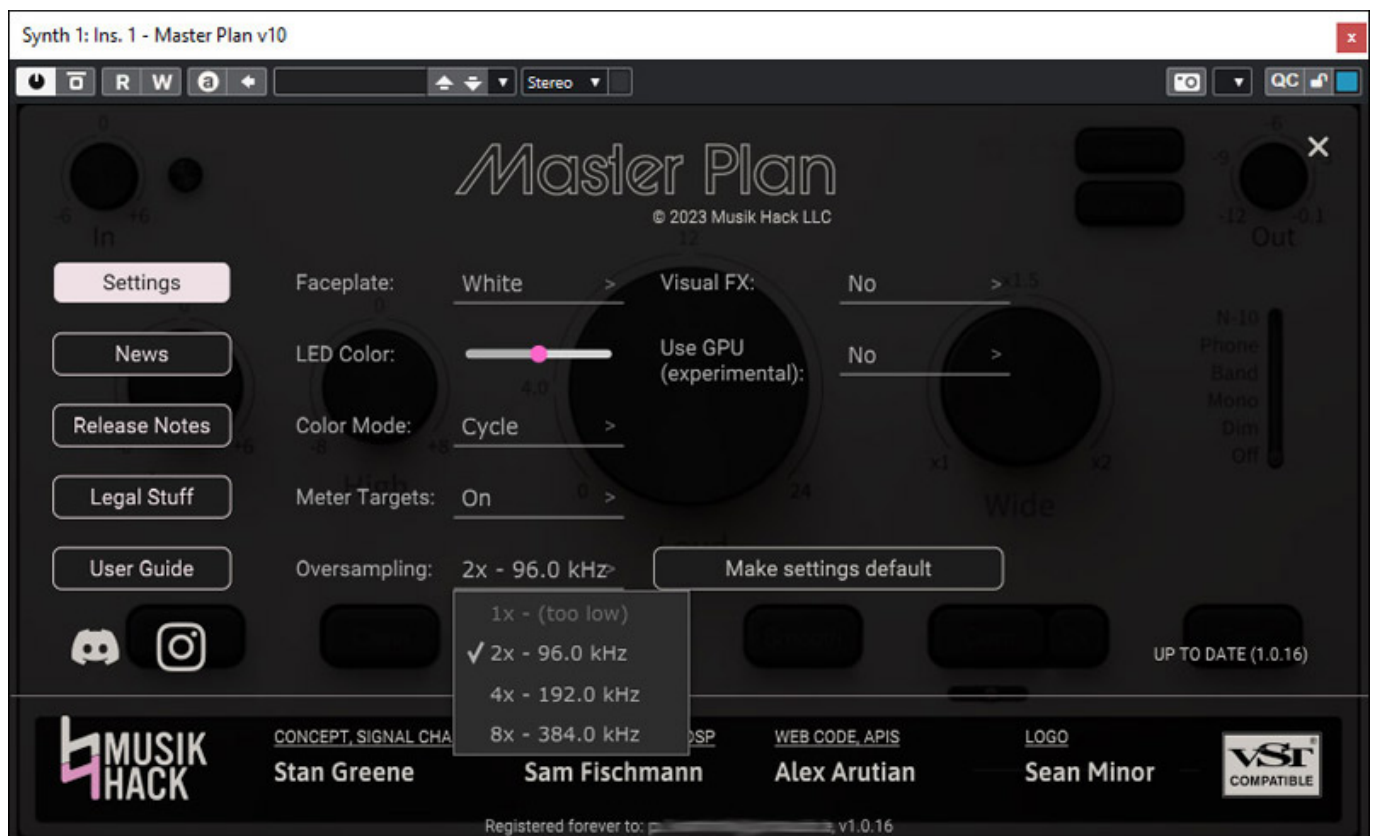 Synth 1: Ins. 1 - Master Plan v10
x
R W a Stereo QC
Master Plan
© 2023 Musik Hack LLC
0
-6 +6
In
-6
-9
-12 -0.1
Out
12
Settings
Faceplate: White >
Visual FX: No >
x1.5
0
0
News
LED Color:
Use GPU
(experimental): No >
4.0
N-10
Phone
Band
Mono
Dim
Off
Release Notes
Color Mode: Cycle >
+6
-8 +8
x1 x2
Legal Stuff
High
Meter Targets: On >
0 24
Wide
Loud
User Guide
Oversampling: 2x - 96.0 kHz>
Make settings default
1x - (too low)
✓ 2x - 96.0 kHz
4x - 192.0 kHz
8x - 384.0 kHz
UP TO DATE (1.0.16)
MUSIK
HACK
CONCEPT, SIGNAL CHA
Stan Greene
DSP
Sam Fischmann
WEB CODE, APIS
Alex Arutian
LOGO
Sean Minor
VST®
COMPATIBLE
Registered forever to: , v1.0.16